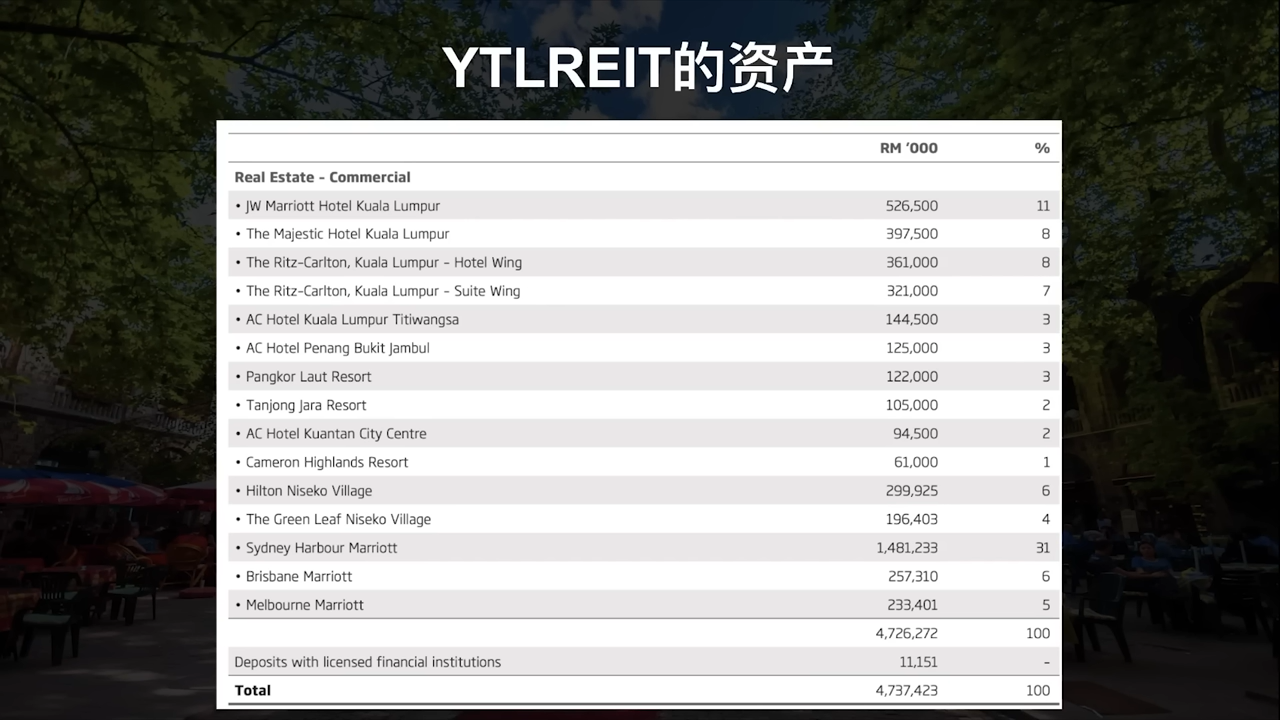 YTLREIT的资产
RM ’000 %
Real Estate – Commercial
• JW Marriott Hotel Kuala Lumpur 526,500 11
• The Majestic Hotel Kuala Lumpur 397,500 8
• The Ritz-Carlton, Kuala Lumpur – Hotel Wing 361,000 8
• The Ritz-Carlton, Kuala Lumpur – Suite Wing 321,000 7
• AC Hotel Kuala Lumpur Titiwangsa 144,500 3
• AC Hotel Penang Bukit Jambul 125,000 3
• Pangkor Laut Resort 122,000 3
• Tanjong Jara Resort 105,000 2
• AC Hotel Kuantan City Centre 94,500 2
• Cameron Highlands Resort 61,000 1
• Hilton Niseko Village 299,925 6
• The Green Leaf Niseko Village 196,403 4
• Sydney Harbour Marriott 1,481,233 31
• Brisbane Marriott 257,310 6
• Melbourne Marriott 233,401 5
4,726,272 100
Deposits with licensed financial institutions 11,151 –
Total 4,737,423 100